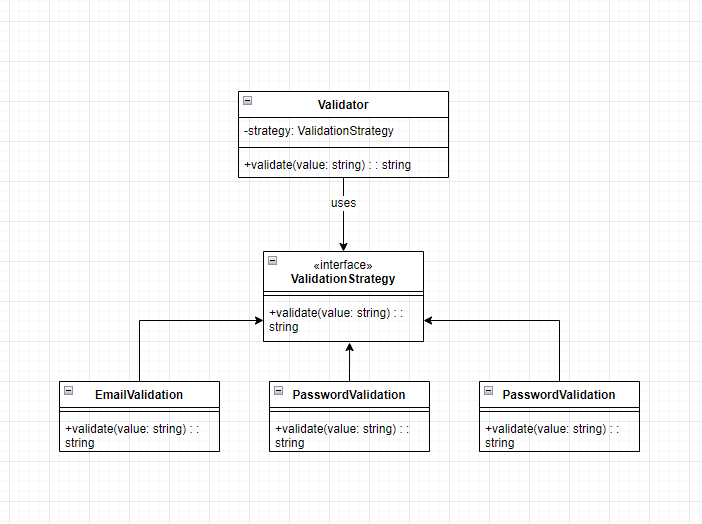 Validator
-strategy: ValidationStrategy
+validate(value: string) : : string
uses
«interface»
ValidationStrategy
+validate(value: string) : :
string
EmailValidation
+validate(value: string) : :
string
PasswordValidation
+validate(value: string) : :
string
PasswordValidation
+validate(value: string) : :
string